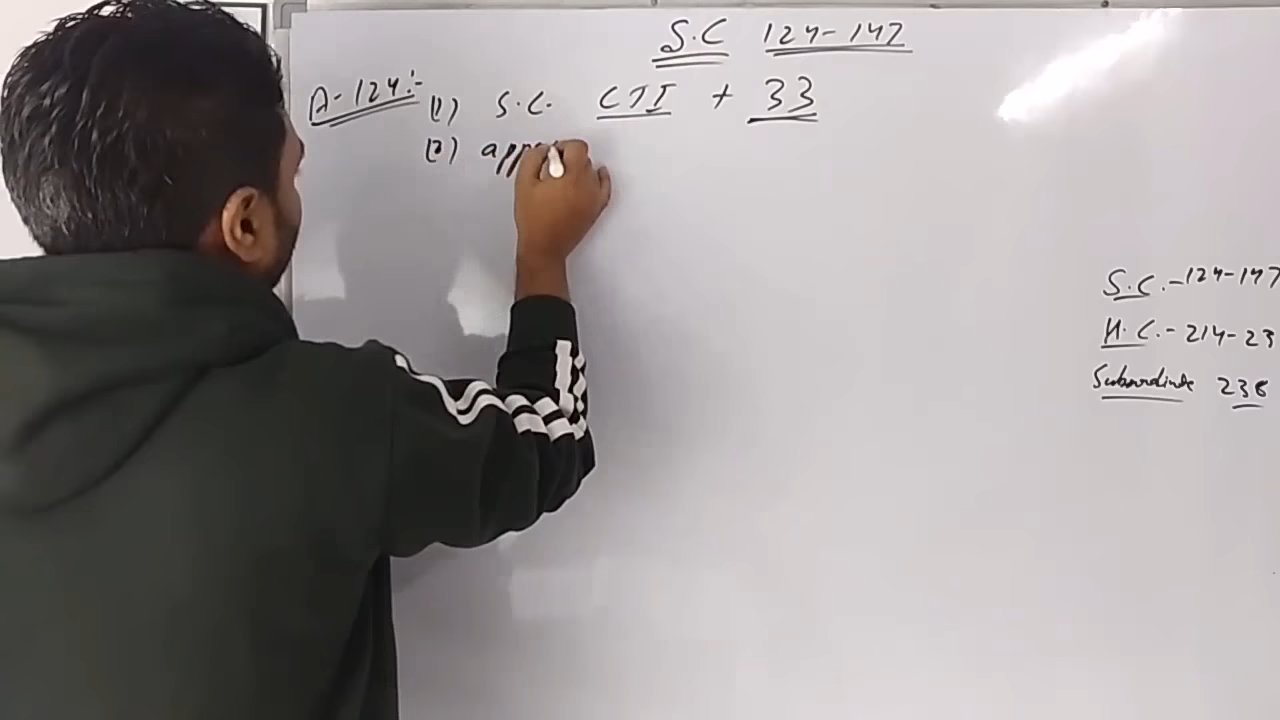 S.C 124-147
A-124:-
(1) S.C. CJI + 33
(2) app
S.C.-124-147
H.C.-214-23
Subordinate 238